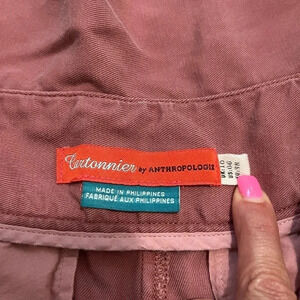 Cartonnier by ANTHROPOLOGIE
MADE IN PHILIPPINES
FABRIQUÉ AUX PHILIPPINES